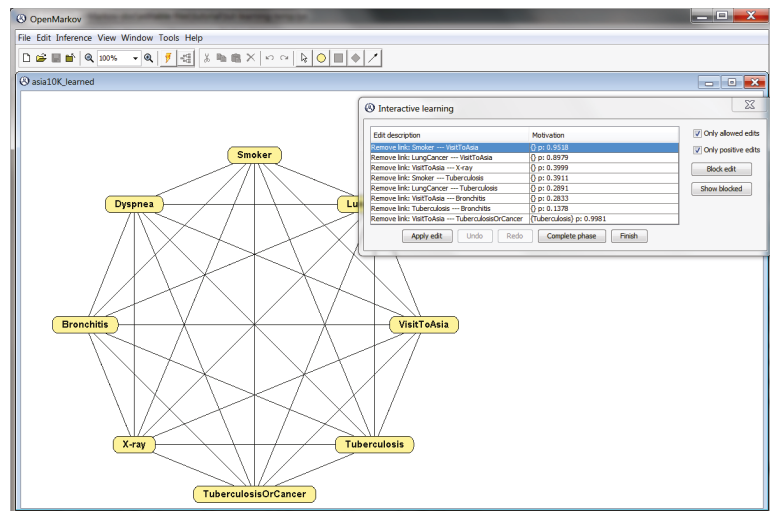 OpenMarkov
File Edit Inference View Window Tools Help
100%
asia10K_learned
Interactive learning
Edit description Motivation
Remove link: Smoker --- VisitToAsia {} p: 0.9518
Remove link: LungCancer --- VisitToAsia {} p: 0.8979
Remove link: VisitToAsia --- X-ray {} p: 0.3999
Remove link: Smoker --- Tuberculosis {} p: 0.3911
Remove link: LungCancer --- Tuberculosis {} p: 0.2891
Remove link: VisitToAsia --- Bronchitis {} p: 0.2833
Remove link: Tuberculosis --- Bronchitis {} p: 0.1378
Remove link: VisitToAsia --- TuberculosisOrCancer {Tuberculosis} p: 0.9981
Only allowed edits
Only positive edits
Block edit
Show blocked
Apply edit Undo Redo Complete phase Finish
Smoker
Dyspnea Lu
Bronchitis VisitToAsia
X-ray Tuberculosis
TuberculosisOrCancer